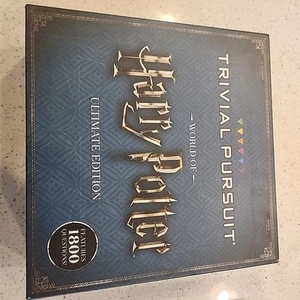 TRIVIAL PURSUIT
WORLD OF
Harry Potter
ULTIMATE EDITION
FEATURES
1800
QUESTIONS!